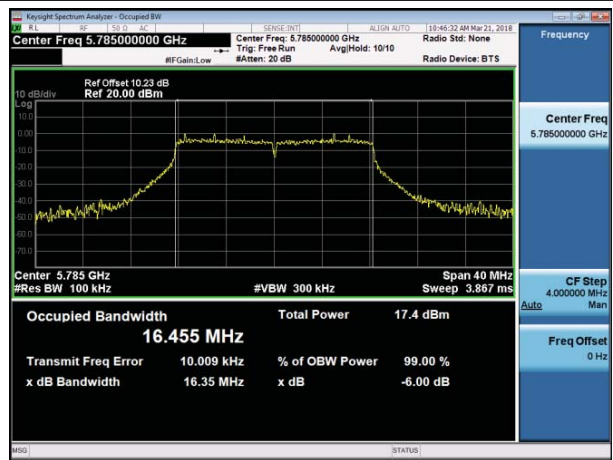 Keysight Spectrum Analyzer - Occupied BW
RL RF 50 Ω AC SENSE:INT ALIGN AUTO 10:46:32 AM Mar 21, 2018
Center Freq 5.785000000 GHz
Center Freq: 5.785000000 GHz
Radio Std: None
Trig: Free Run Avg|Hold: 10/10
#IFGain:Low #Atten: 20 dB Radio Device: BTS
Ref Offset 10.23 dB
10 dB/div Ref 20.00 dBm
Log
10.0
0.00
-10.0
-20.0
-30.0
-40.0
-50.0
-60.0
-70.0
Center 5.785 GHz Span 40 MHz
#Res BW 100 kHz #VBW 300 kHz Sweep 3.867 ms
Occupied Bandwidth Total Power 17.4 dBm
16.455 MHz
Transmit Freq Error 10.009 kHz % of OBW Power 99.00 %
x dB Bandwidth 16.35 MHz x dB -6.00 dB
Frequency
Center Freq
5.785000000 GHz
CF Step
4.000000 MHz
Auto Man
Freq Offset
0 Hz
MSG STATUS